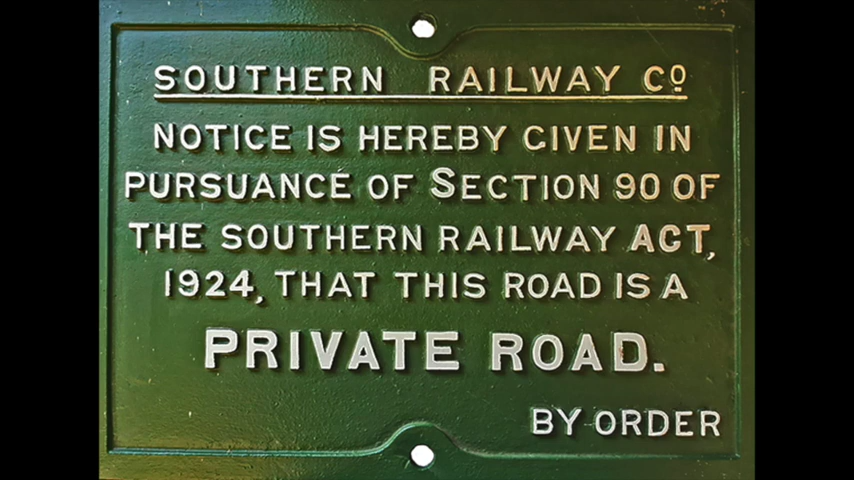 SOUTHERN RAILWAY Cº
NOTICE IS HEREBY GIVEN IN
PURSUANCE OF SECTION 90 OF
THE SOUTHERN RAILWAY ACT,
1924, THAT THIS ROAD IS A
PRIVATE ROAD.
BY ORDER